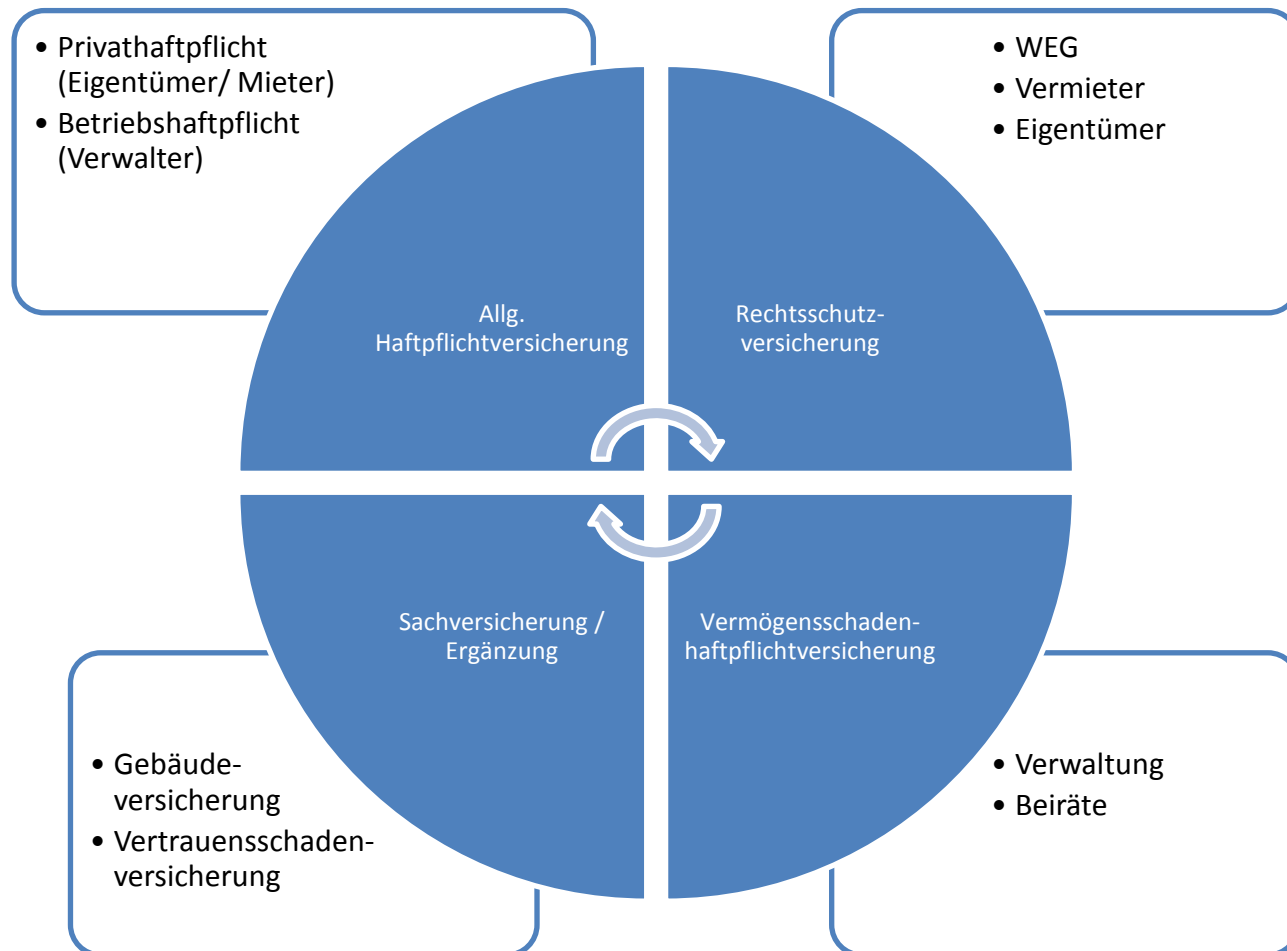 • Privathaftpflicht
(Eigentümer/ Mieter)
• Betriebshaftpflicht
(Verwalter)
• WEG
• Vermieter
• Eigentümer
Allg.
Haftpflichtversicherung
Rechtsschutz-
versicherung
Sachversicherung /
Ergänzung
Vermögensschaden-
haftpflichtversicherung
• Gebäude-
versicherung
• Vertrauensschaden-
versicherung
• Verwaltung
• Beiräte